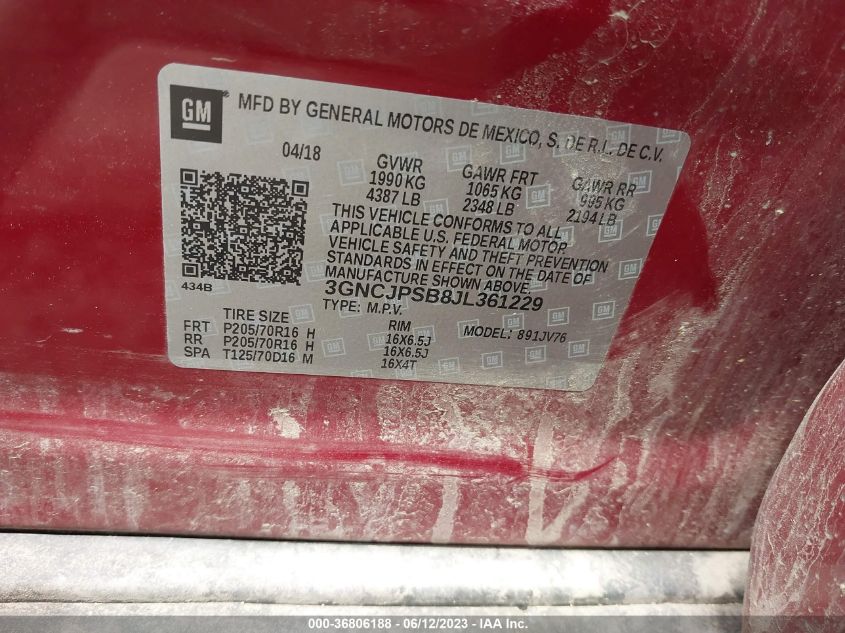 GM
MFD BY GENERAL MOTORS DE MEXICO, S. DE R.L. DE C.V.
04/18
GVWR
1990 KG
4387 LB
GAWR FRT
1065 KG
2348 LB
GAWR RR
995 KG
2194 LB
THIS VEHICLE CONFORMS TO ALL
APPLICABLE U.S. FEDERAL MOTOR
VEHICLE SAFETY AND THEFT PREVENTION
STANDARDS IN EFFECT ON THE DATE OF
MANUFACTURE SHOWN ABOVE.
434B
3GNCJPSB8JL361229
TYPE: M.P.V.
MODEL: 891JV76
TIRE SIZE RIM
FRT P205/70R16 H 16X6.5J
RR P205/70R16 H 16X6.5J
SPA T125/70D16 M 16X4T
000-36806188 - 06/12/2023 - IAAI.COM